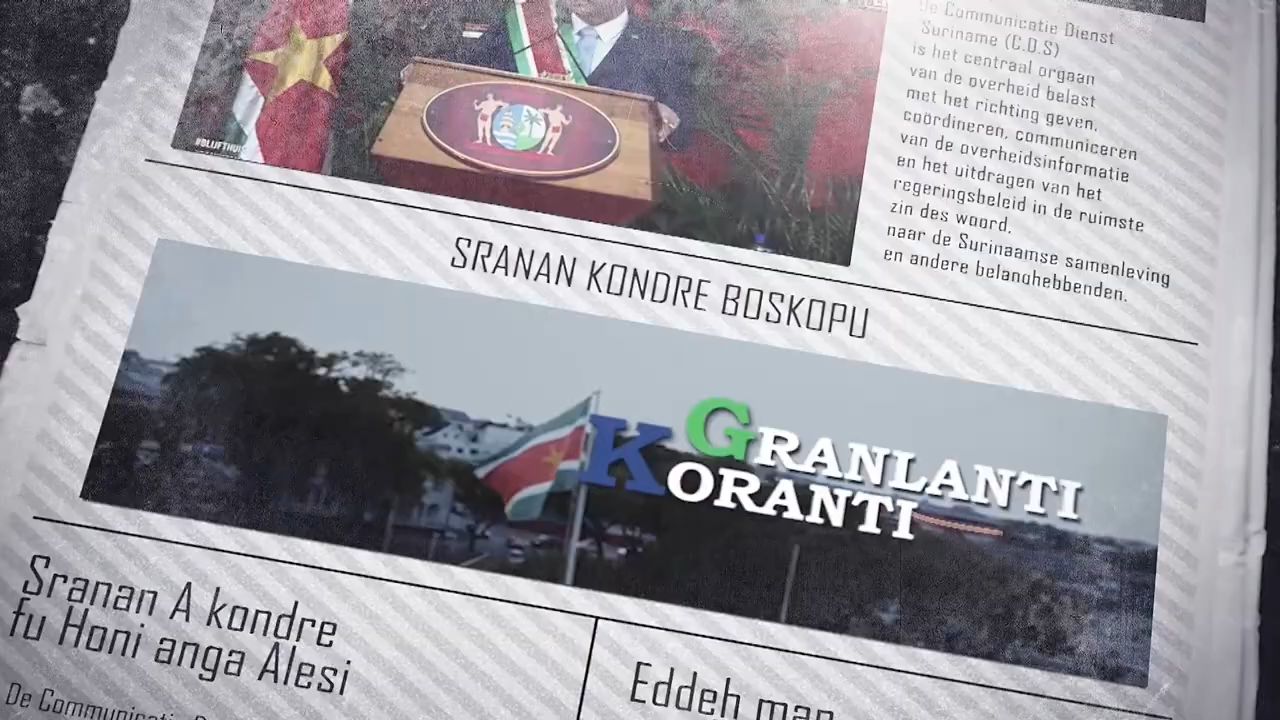 De Communicatie Dienst
Suriname (C.D.S)
is het centraal orgaan
van de overheid belast
met het richting geven,
coördineren, communiceren
van de overheidsinformatie
en het uitdragen van het
regeringsbeleid in de ruimste
zin des woord.
naar de Surinaamse samenleving
en andere belanghebbenden.
SRANAN KONDRE BOSKOPU
GRANLANTI
KORANTI
Sranan A kondre
fu Honi anga Alesi
Eddeh man
De